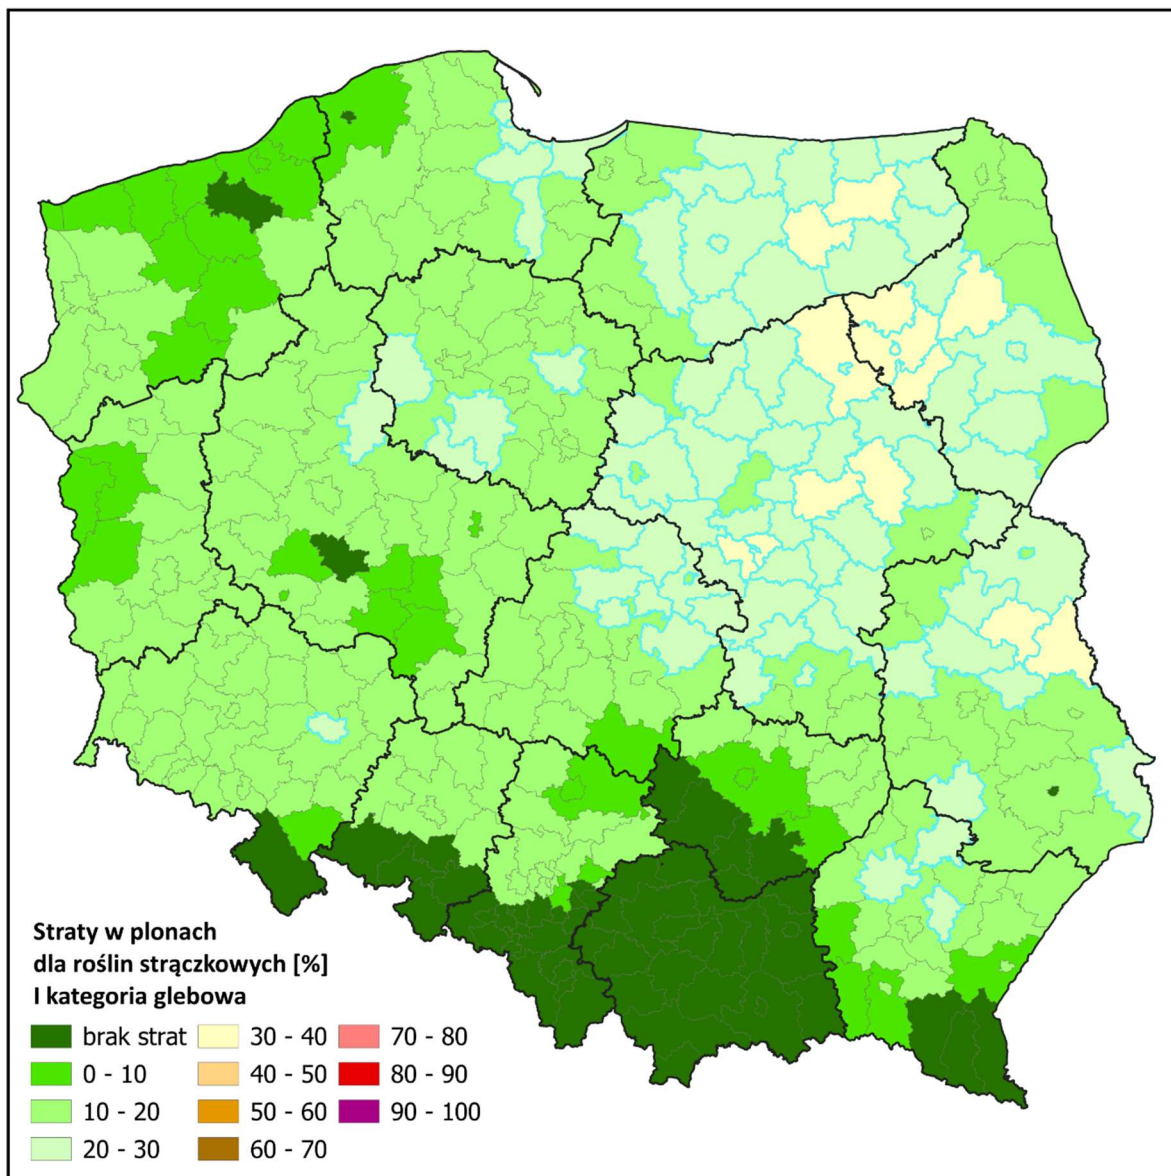 Straty w plonach
dla roślin strączkowych [%]
I kategoria glebowa
brak strat
0 - 10
10 - 20
20 - 30
30 - 40
40 - 50
50 - 60
60 - 70
70 - 80
80 - 90
90 - 100